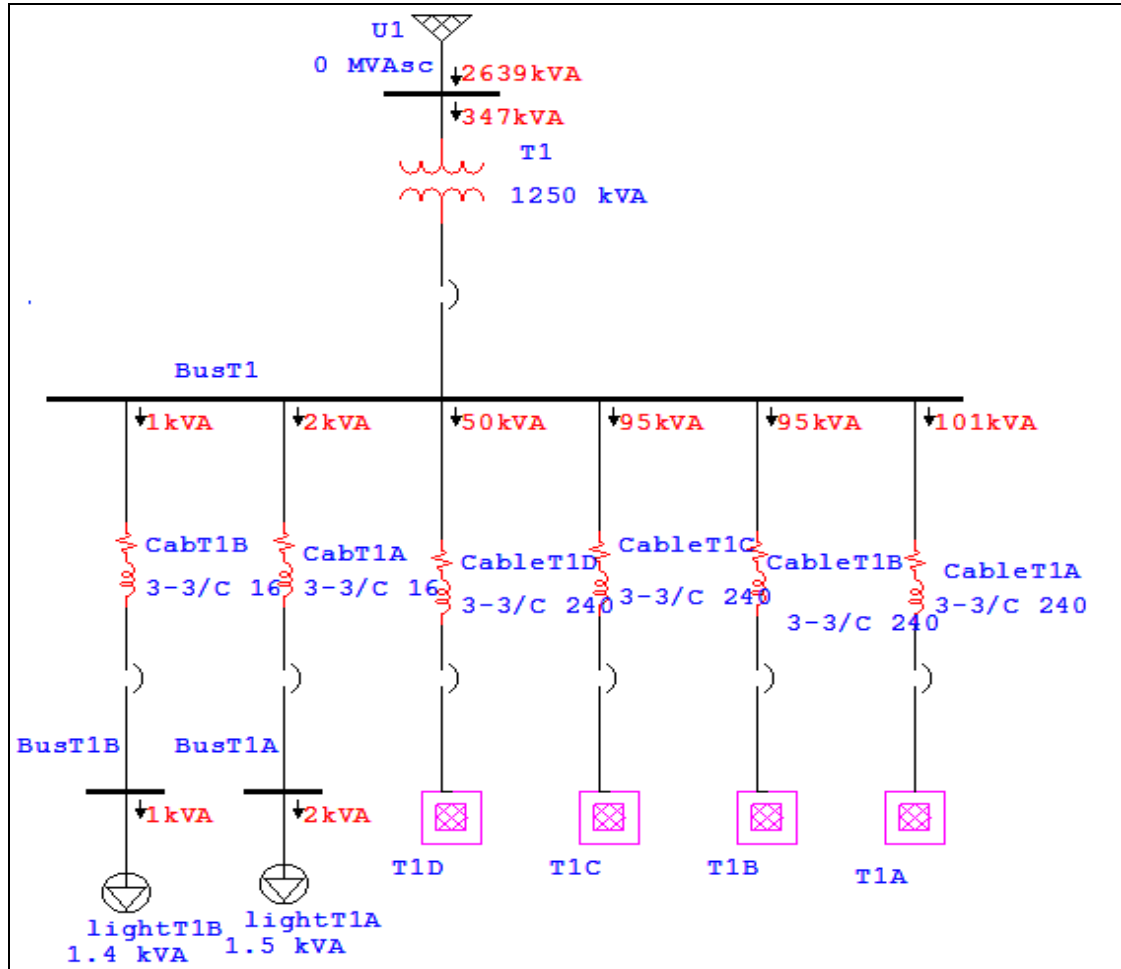 U1
0 MVAsc
2639kVA
347kVA
T1
1250 kVA
BusT1
1kVA
2kVA
50kVA
95kVA
95kVA
101kVA
CabT1B
3-3/C 16
CabT1A
3-3/C 16
CableT1D
3-3/C 240
CableT1C
3-3/C 240
CableT1B
3-3/C 240
CableT1A
3-3/C 240
BusT1B
BusT1A
1kVA
2kVA
T1D
T1C
T1B
T1A
lightT1B
1.4 kVA
lightT1A
1.5 kVA